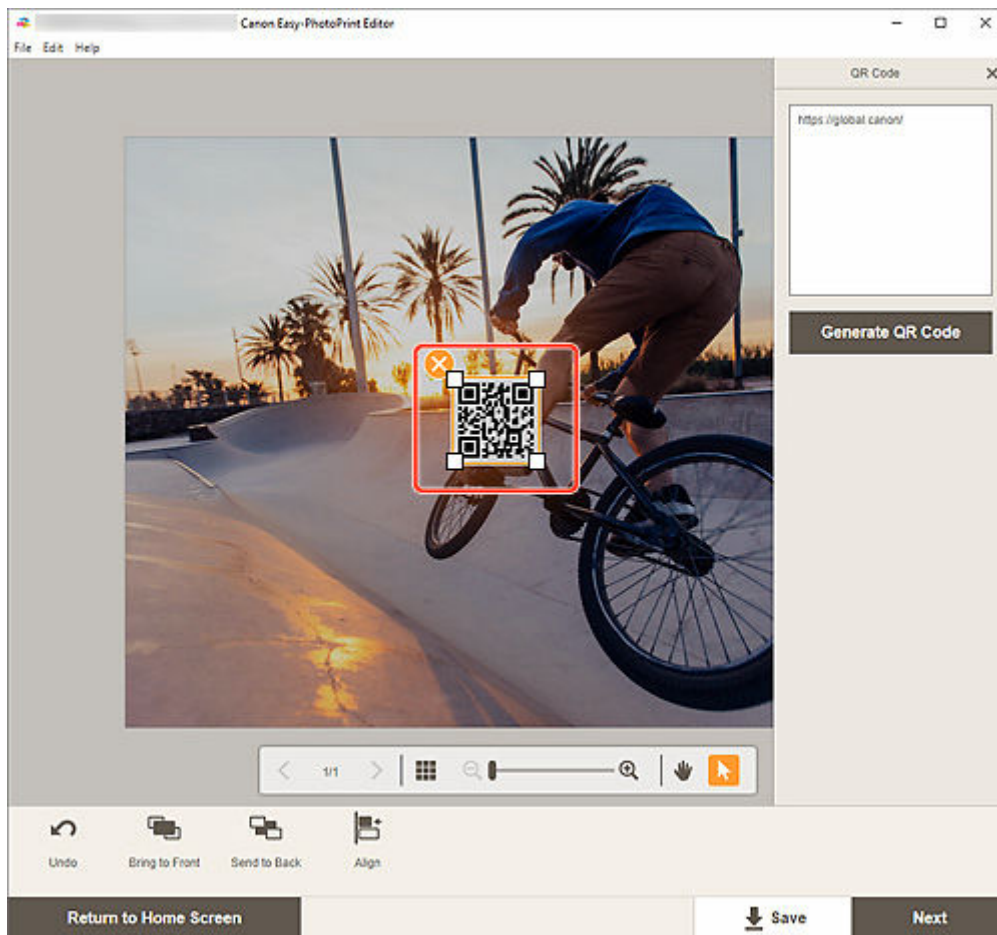 Canon Easy-PhotoPrint Editor
File Edit Help
QR Code
https://global.canon/
Generate QR Code
1/1
Undo
Bring to Front
Send to Back
Align
Return to Home Screen
Save
Next